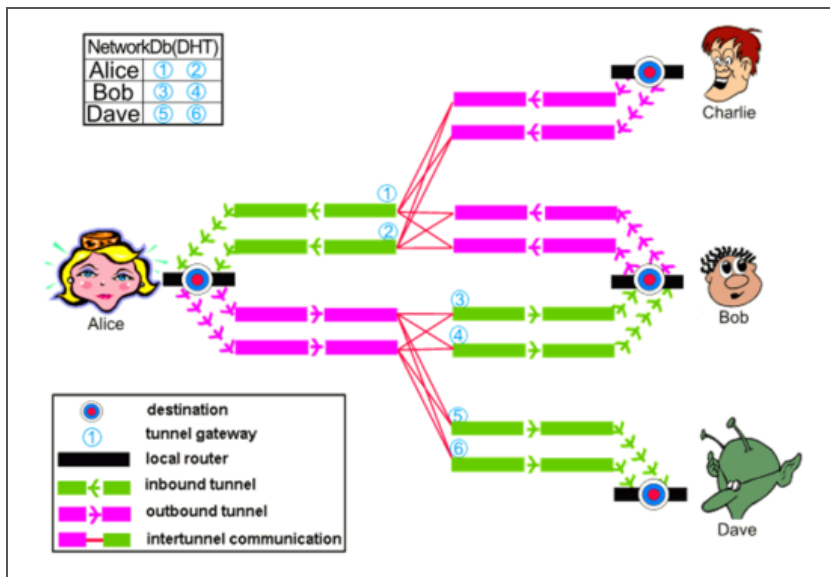 NetworkDb(DHT)
Alice ① ②
Bob ③ ④
Dave ⑤ ⑥
Charlie
①
②
Alice
③
④
Bob
⑤
⑥
Dave
destination
① tunnel gateway
local router
inbound tunnel
outbound tunnel
intertunnel communication